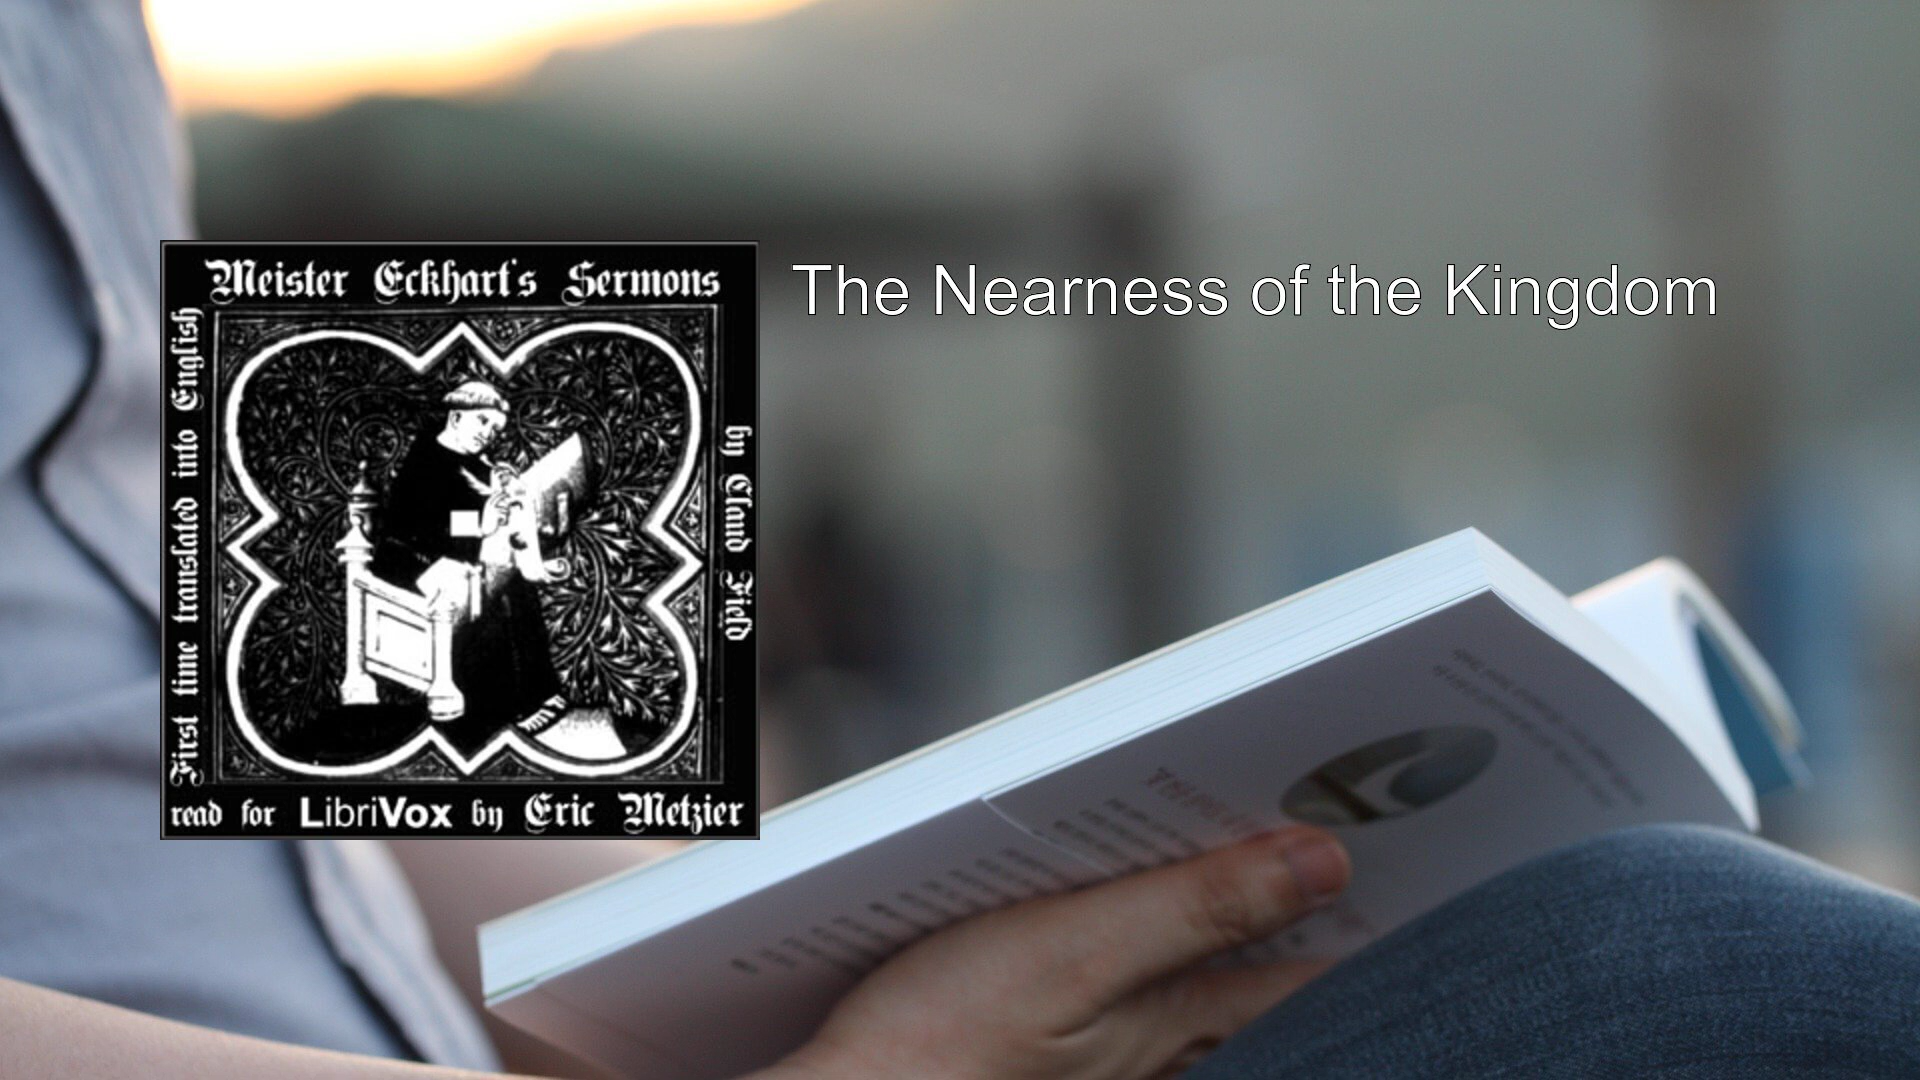 Meister Eckhart's Sermons
First time translated into English
by Claud Field
read for LibriVox by Eric Metzier
The Nearness of the Kingdom